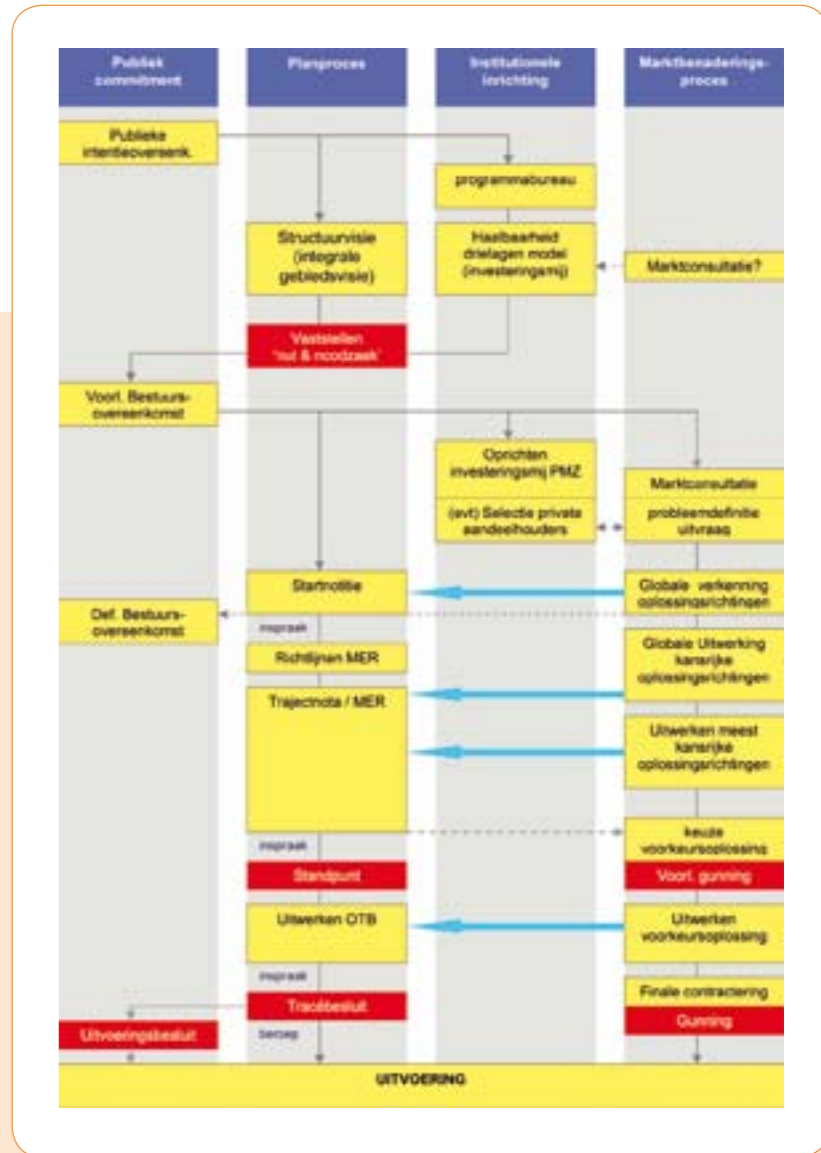 Publiek
commitment
Planproces
Institutionele
inrichting
Marktbenaderings-
proces
Publieke
intentieovereenk.
programmabureau
Structuurvisie
(integrale
gebiedsvisie)
Haalbaarheid
drielagen model
(investeringsmij)
Marktconsultatie?
Vaststellen
'nut & noodzaak'
Voorl. Bestuurs-
overeenkomst
Oprichten
investeringsmij PMZ
(evt) Selectie private
aandeelhouders
Marktconsultatie
probleemdefinitie
uitvraag
Startnotitie
Globale verkenning
oplossingsrichtingen
Def. Bestuurs-
overeenkomst
inspraak
Richtlijnen MER
Globale Uitwerking
kansrijke
oplossingsrichtingen
Trajectnota / MER
Uitwerken meest
kansrijke
oplossingsrichtingen
keuze
voorkeursoplossing
inspraak
Standpunt
Voorl. gunning
Uitwerken OTB
Uitwerken
voorkeursoplossing
inspraak
Finale contractering
Tracébesluit
Gunning
Uitvoeringsbesluit
beroep
UITVOERING